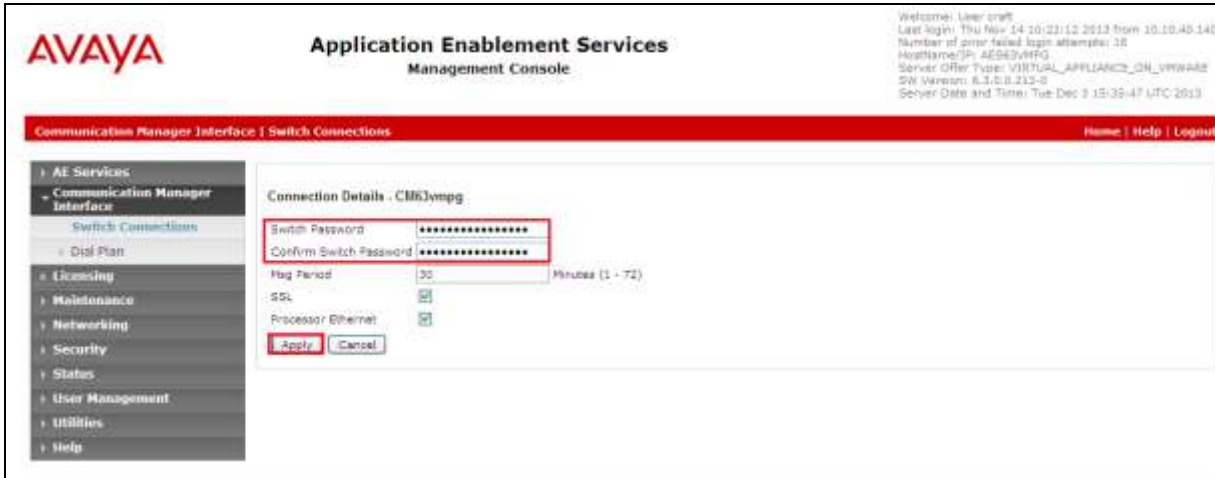 AVAYA
Application Enablement Services
Management Console
Welcome: User craft
Last login: Thu Nov 14 10:22:12 2013 from 10.10.40.140
Number of prior failed login attempts: 18
HostName/IP: AES63VMPG
Server Offer Type: VIRTUAL_APPLIANCE_ON_VMWARE
SW Version: 6.3.0.0.212-0
Server Date and Time: Tue Dec 3 15:39:47 UTC 2013
Communication Manager Interface | Switch Connections
Home | Help | Logout
AE Services
Communication Manager
Interface
Switch Connections
Dial Plan
Licensing
Maintenance
Networking
Security
Status
User Management
Utilities
Help
Connection Details - CM63vmpg
Switch Password ••••••••••••••••
Confirm Switch Password ••••••••••••••••
Msg Period 30 Minutes (1 - 72)
SSL
Processor Ethernet
Apply Cancel